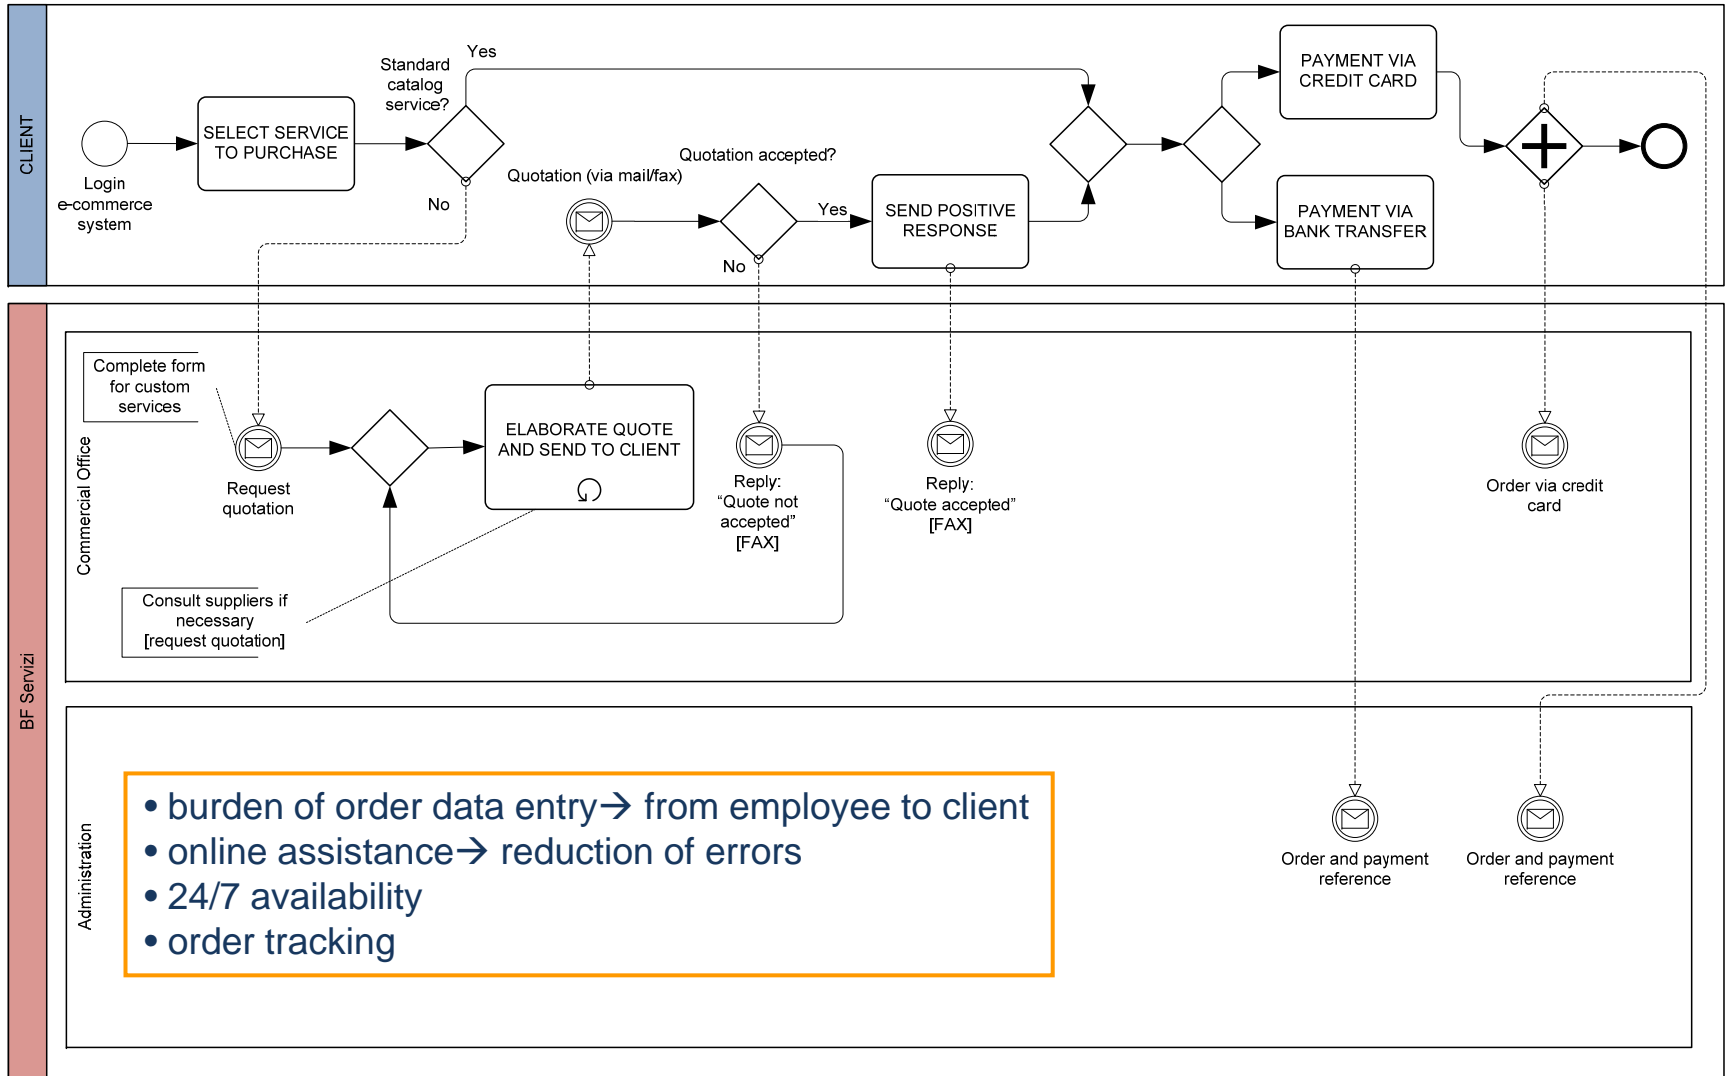 CLIENT
Login
e-commerce
system
SELECT SERVICE
TO PURCHASE
Standard
catalog
service?
Yes
No
Quotation (via mail/fax)
Quotation accepted?
Yes
No
SEND POSITIVE
RESPONSE
PAYMENT VIA
CREDIT CARD
PAYMENT VIA
BANK TRANSFER
BF Servizi
Commercial Office
Complete form
for custom
services
Request
quotation
ELABORATE QUOTE
AND SEND TO CLIENT
Reply:
“Quote not
accepted”
[FAX]
Reply:
“Quote accepted”
[FAX]
Order via credit
card
Consult suppliers if
necessary
[request quotation]
Administration
• burden of order data entry→ from employee to client
• online assistance→ reduction of errors
• 24/7 availability
• order tracking
Order and payment
reference
Order and payment
reference